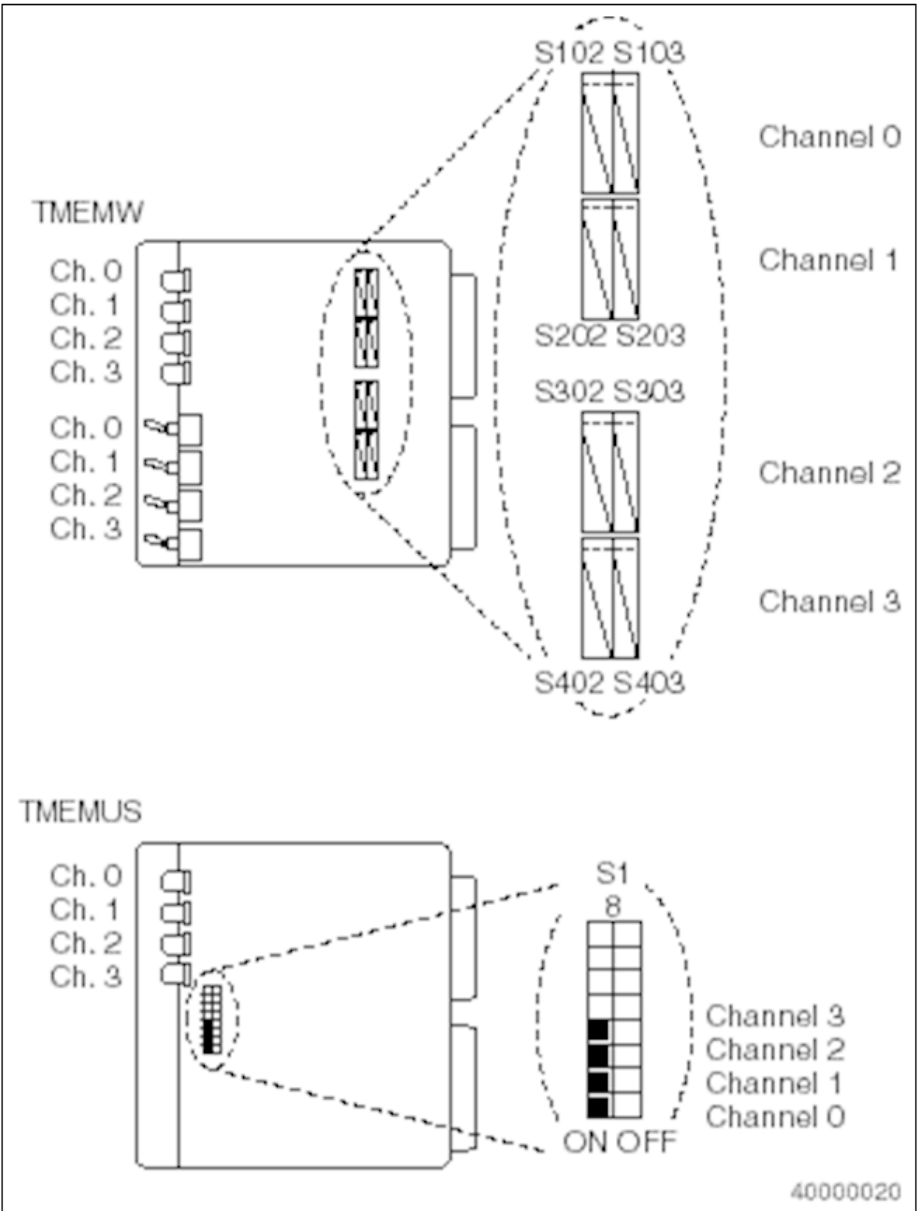 S102 S103
Channel 0
TMEMW
Ch. 0
Ch. 1
Ch. 2
Ch. 3
Ch. 0
Ch. 1
Ch. 2
Ch. 3
Channel 1
S202 S203
S302 S303
Channel 2
Channel 3
S402 S403
TMEMUS
Ch. 0
Ch. 1
Ch. 2
Ch. 3
S1
8
Channel 3
Channel 2
Channel 1
Channel 0
ON OFF
40000020